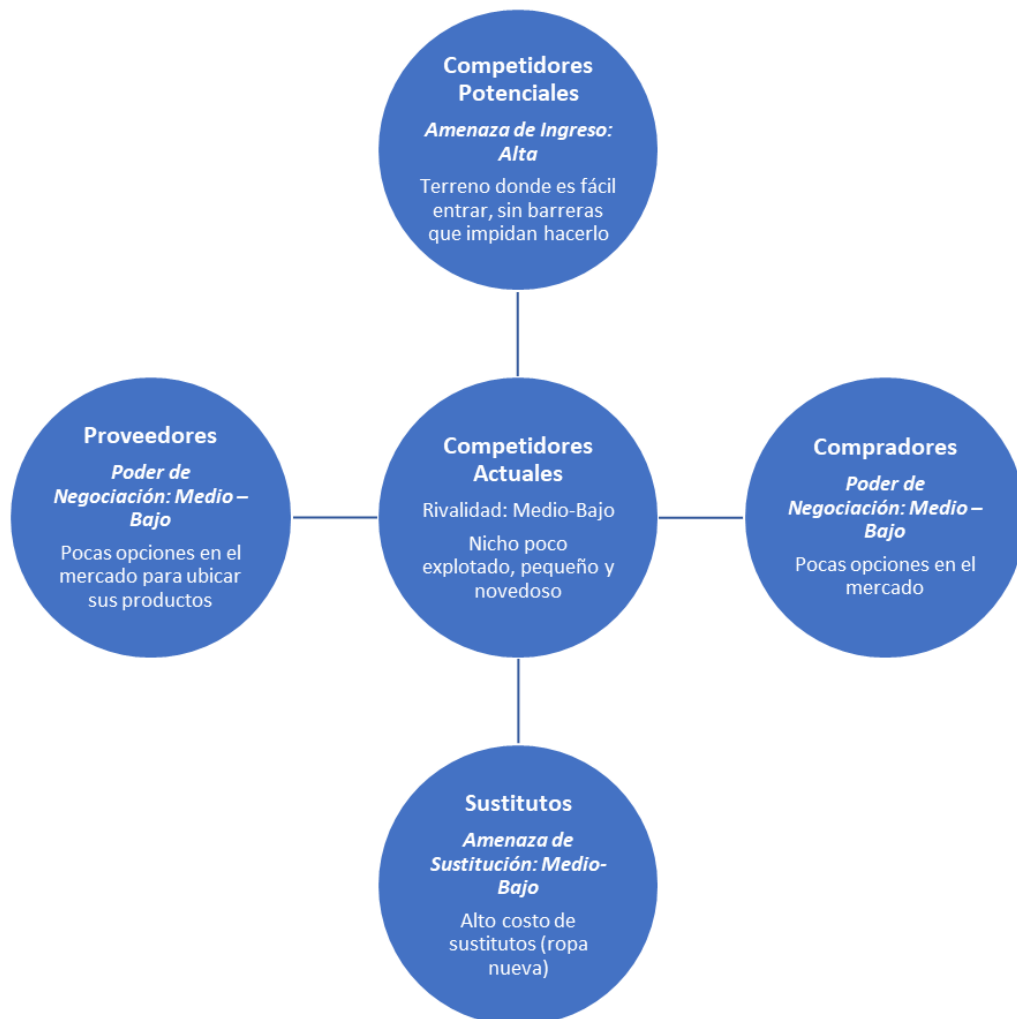 Competidores
Potenciales
Amenaza de Ingreso:
Alta
Terreno donde es fácil
entrar, sin barreras
que impidan hacerlo
Proveedores
Poder de
Negociación: Medio –
Bajo
Pocas opciones en el
mercado para ubicar
sus productos
Competidores
Actuales
Rivalidad: Medio-Bajo
Nicho poco
explotado, pequeño y
novedoso
Compradores
Poder de
Negociación: Medio –
Bajo
Pocas opciones en el
mercado
Sustitutos
Amenaza de
Sustitución: Medio-
Bajo
Alto costo de
sustitutos (ropa
nueva)